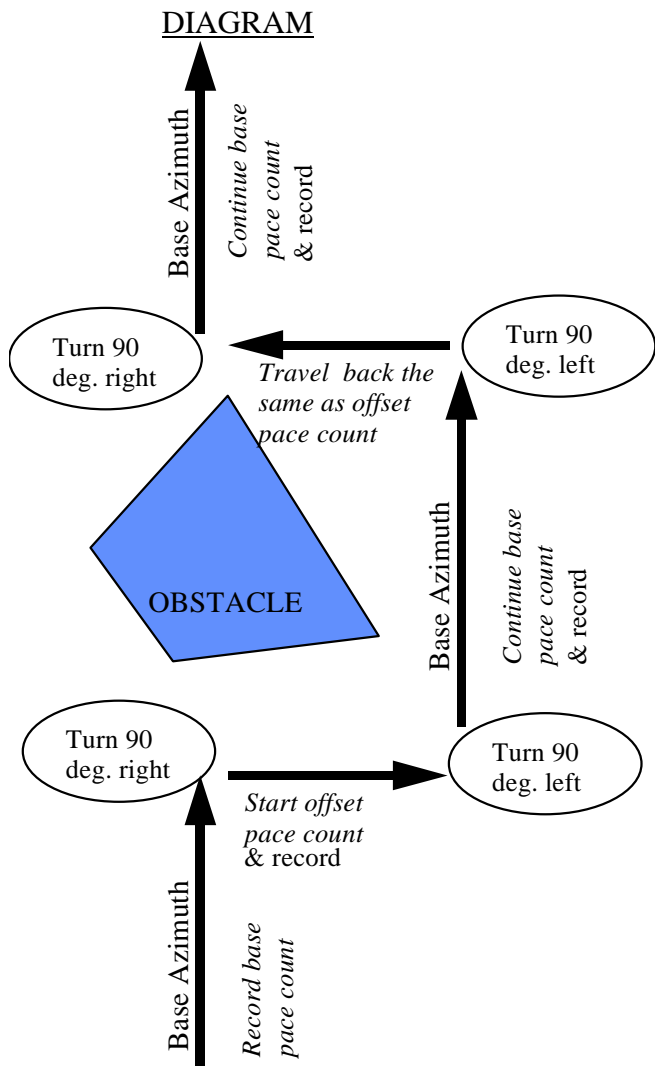 DIAGRAM
Base Azimuth
Continue base
pace count
& record
Turn 90
deg. right
Turn 90
deg. left
Travel back the
same as offset
pace count
OBSTACLE
Base Azimuth
Continue base
pace count
& record
Turn 90
deg. right
Turn 90
deg. left
Start offset
pace count
& record
Base Azimuth
Record base
pace count